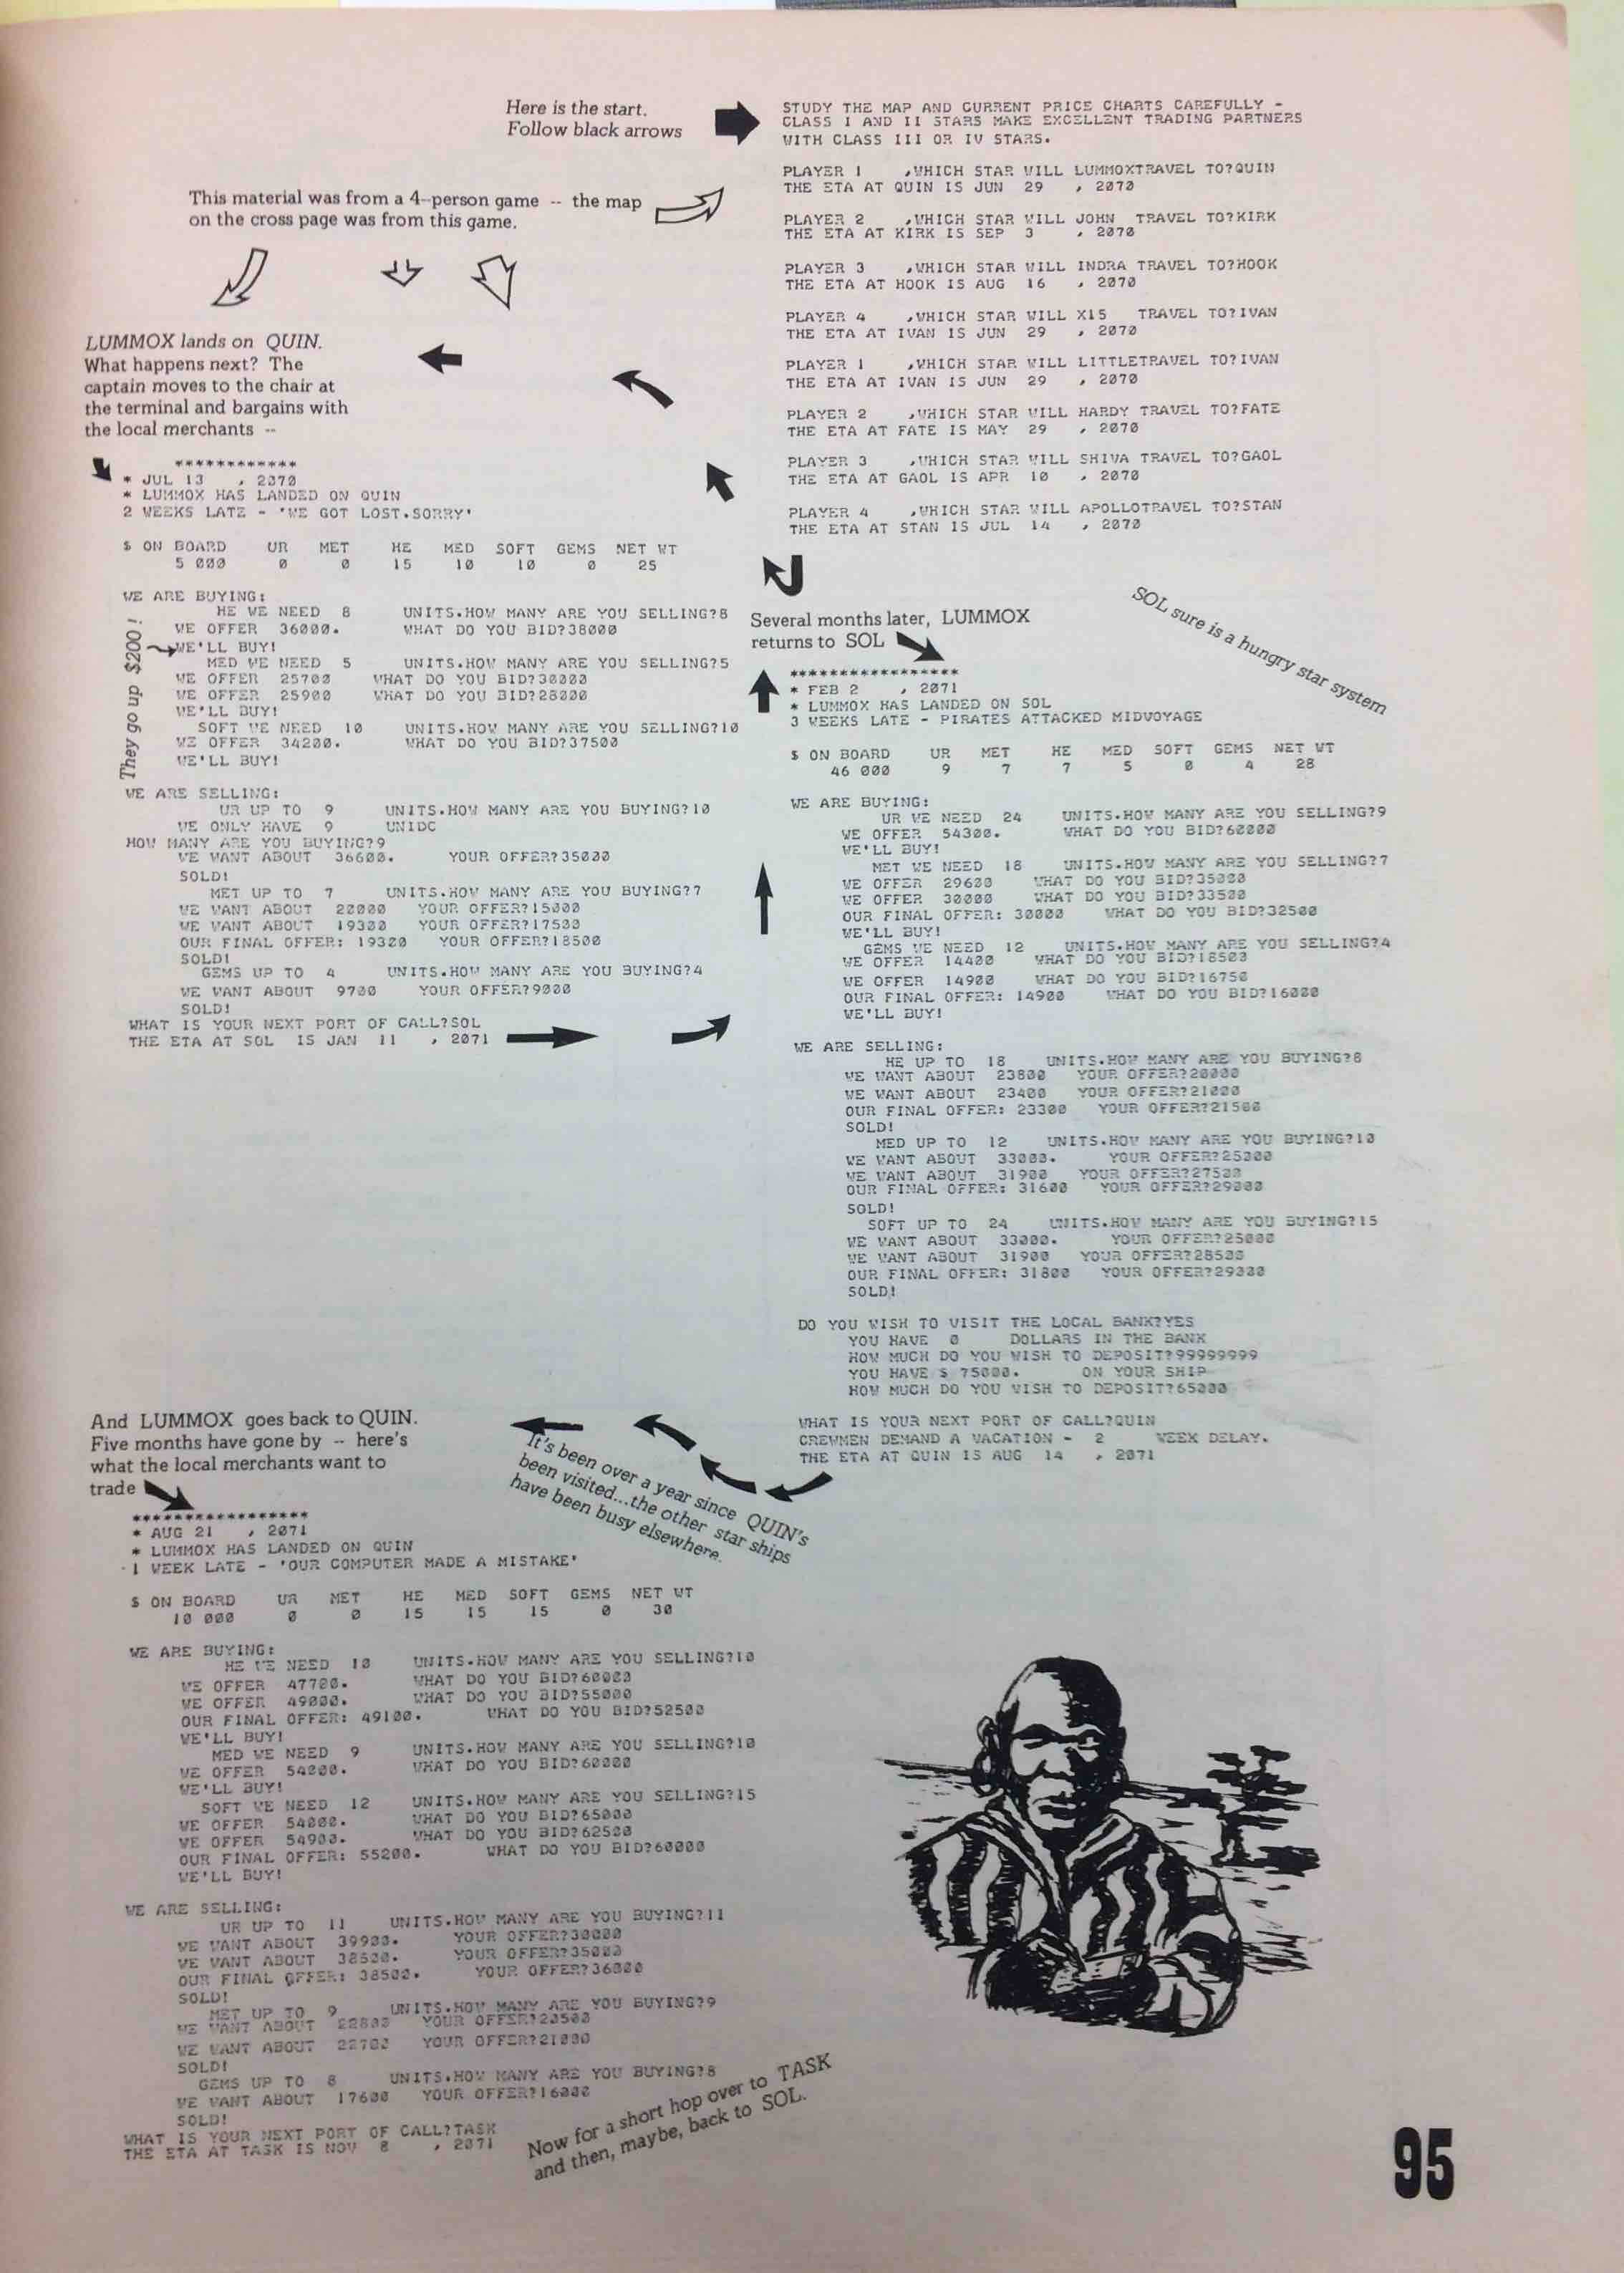 Here is the start.
Follow black arrows
This material was from a 4--person game -- the map
on the cross page was from this game.
STUDY THE MAP AND CURRENT PRICE CHARTS CAREFULLY -
CLASS I AND II STARS MAKE EXCELLENT TRADING PARTNERS
WITH CLASS III OR IV STARS.
PLAYER 1 ,WHICH STAR WILL LUMMOXTRAVEL TO?QUIN
THE ETA AT QUIN IS JUN 29 , 2070
PLAYER 2 ,WHICH STAR WILL JOHN TRAVEL TO?KIRK
THE ETA AT KIRK IS SEP 3 , 2070
PLAYER 3 ,WHICH STAR WILL INDRA TRAVEL TO?HOOK
THE ETA AT HOOK IS AUG 16 , 2070
PLAYER 4 ,WHICH STAR WILL X15 TRAVEL TO?IVAN
THE ETA AT IVAN IS JUN 29 , 2070
PLAYER 1 ,WHICH STAR WILL LITTLETRAVEL TO?IVAN
THE ETA AT IVAN IS JUN 29 , 2070
PLAYER 2 ,WHICH STAR WILL HARDY TRAVEL TO?FATE
THE ETA AT FATE IS MAY 29 , 2070
PLAYER 3 ,WHICH STAR WILL SHIVA TRAVEL TO?GAOL
THE ETA AT GAOL IS APR 10 , 2070
PLAYER 4 ,WHICH STAR WILL APOLLOTRAVEL TO?STAN
THE ETA AT STAN IS JUL 14 , 2070
LUMMOX lands on QUIN.
What happens next? The
captain moves to the chair at
the terminal and bargains with
the local merchants --
************
* JUL 13 , 2070
* LUMMOX HAS LANDED ON QUIN
2 WEEKS LATE - 'WE GOT LOST.SORRY'
$ ON BOARD UR MET HE MED SOFT GEMS NET WT
5 000 0 0 15 10 10 0 25
WE ARE BUYING:
HE WE NEED 8 UNITS.HOW MANY ARE YOU SELLING?8
WE OFFER 36000. WHAT DO YOU BID?38000
WE'LL BUY!
MED WE NEED 5 UNITS.HOW MANY ARE YOU SELLING?5
WE OFFER 25700 WHAT DO YOU BID?30000
WE OFFER 25900 WHAT DO YOU BID?28000
WE'LL BUY!
SOFT WE NEED 10 UNITS.HOW MANY ARE YOU SELLING?10
WE OFFER 34200. WHAT DO YOU BID?37500
WE'LL BUY!
They go up $200 !
WE ARE SELLING:
UR UP TO 9 UNITS.HOW MANY ARE YOU BUYING?10
WE ONLY HAVE 9 UNIDC
HOW MANY ARE YOU BUYING?9
WE WANT ABOUT 36600. YOUR OFFER?35000
SOLD!
MET UP TO 7 UNITS.HOW MANY ARE YOU BUYING?7
WE WANT ABOUT 20000 YOUR OFFER?15000
WE WANT ABOUT 19300 YOUR OFFER?17500
OUR FINAL OFFER: 19300 YOUR OFFER?18500
SOLD!
GEMS UP TO 4 UNITS.HOW MANY ARE YOU BUYING?4
WE WANT ABOUT 9700 YOUR OFFER?9000
SOLD!
WHAT IS YOUR NEXT PORT OF CALL?SOL
THE ETA AT SOL IS JAN 11 , 2071
Several months later, LUMMOX
returns to SOL
SOL sure is a hungry star system
*****************
* FEB 2 , 2071
* LUMMOX HAS LANDED ON SOL
3 WEEKS LATE - PIRATES ATTACKED MIDVOYAGE
$ ON BOARD UR MET HE MED SOFT GEMS NET WT
46 000 9 7 7 5 0 4 28
WE ARE BUYING:
UR WE NEED 24 UNITS.HOW MANY ARE YOU SELLING?9
WE OFFER 54300. WHAT DO YOU BID?60000
WE'LL BUY!
MET WE NEED 18 UNITS.HOW MANY ARE YOU SELLING?7
WE OFFER 29600 WHAT DO YOU BID?35000
WE OFFER 30000 WHAT DO YOU BID?33500
OUR FINAL OFFER: 30000 WHAT DO YOU BID?32500
WE'LL BUY!
GEMS WE NEED 12 UNITS.HOW MANY ARE YOU SELLING?4
WE OFFER 14400 WHAT DO YOU BID?18500
WE OFFER 14900 WHAT DO YOU BID?16750
OUR FINAL OFFER: 14900 WHAT DO YOU BID?16000
WE'LL BUY!
WE ARE SELLING:
HE UP TO 18 UNITS.HOW MANY ARE YOU BUYING?8
WE WANT ABOUT 23800 YOUR OFFER?20000
WE WANT ABOUT 23400 YOUR OFFER?21000
OUR FINAL OFFER: 23300 YOUR OFFER?21500
SOLD!
MED UP TO 12 UNITS.HOW MANY ARE YOU BUYING?10
WE WANT ABOUT 33000. YOUR OFFER?25000
WE WANT ABOUT 31900 YOUR OFFER?27500
OUR FINAL OFFER: 31600 YOUR OFFER?29000
SOLD!
SOFT UP TO 24 UNITS.HOW MANY ARE YOU BUYING?15
WE WANT ABOUT 33000. YOUR OFFER?25000
WE WANT ABOUT 31900 YOUR OFFER?28500
OUR FINAL OFFER: 31800 YOUR OFFER?29000
SOLD!
DO YOU WISH TO VISIT THE LOCAL BANK?YES
YOU HAVE 0 DOLLARS IN THE BANK
HOW MUCH DO YOU WISH TO DEPOSIT?99999999
YOU HAVE $ 75000. ON YOUR SHIP
HOW MUCH DO YOU WISH TO DEPOSIT?65000
WHAT IS YOUR NEXT PORT OF CALL?QUIN
CREWMEN DEMAND A VACATION - 2 WEEK DELAY.
THE ETA AT QUIN IS AUG 14 , 2071
It's been over a year since QUIN's
been visited...the other star ships
have been busy elsewhere.
And LUMMOX goes back to QUIN.
Five months have gone by -- here's
what the local merchants want to
trade
*****************
* AUG 21 , 2071
* LUMMOX HAS LANDED ON QUIN
1 WEEK LATE - 'OUR COMPUTER MADE A MISTAKE'
$ ON BOARD UR MET HE MED SOFT GEMS NET WT
10 000 0 0 15 15 15 0 30
WE ARE BUYING:
HE WE NEED 10 UNITS.HOW MANY ARE YOU SELLING?10
WE OFFER 47700. WHAT DO YOU BID?60000
WE OFFER 49000. WHAT DO YOU BID?55000
OUR FINAL OFFER: 49100. WHAT DO YOU BID?52500
WE'LL BUY!
MED WE NEED 9 UNITS.HOW MANY ARE YOU SELLING?10
WE OFFER 54200. WHAT DO YOU BID?60000
WE'LL BUY!
SOFT WE NEED 12 UNITS.HOW MANY ARE YOU SELLING?15
WE OFFER 54000. WHAT DO YOU BID?65000
WE OFFER 54900. WHAT DO YOU BID?62500
OUR FINAL OFFER: 55200. WHAT DO YOU BID?60000
WE'LL BUY!
WE ARE SELLING:
UR UP TO 11 UNITS.HOW MANY ARE YOU BUYING?11
WE WANT ABOUT 39900. YOUR OFFER?30000
WE WANT ABOUT 38500. YOUR OFFER?35000
OUR FINAL OFFER: 38500. YOUR OFFER?36000
SOLD!
MET UP TO 9 UNITS.HOW MANY ARE YOU BUYING?9
WE WANT ABOUT 22800 YOUR OFFER?20500
WE WANT ABOUT 22700 YOUR OFFER?21000
SOLD!
GEMS UP TO 8 UNITS.HOW MANY ARE YOU BUYING?8
WE WANT ABOUT 17600 YOUR OFFER?16000
SOLD!
WHAT IS YOUR NEXT PORT OF CALL?TASK
THE ETA AT TASK IS NOV 8 , 2071
Now for a short hop over to TASK
and then, maybe, back to SOL.
95